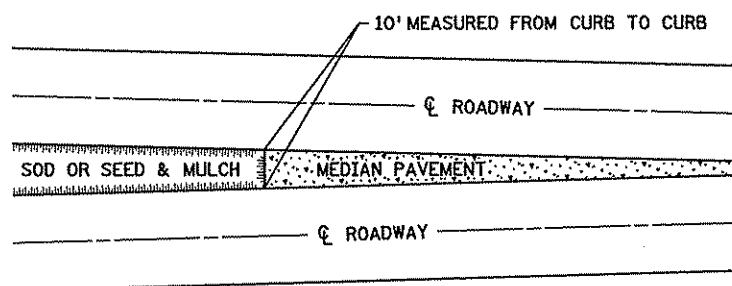 10' MEASURED FROM CURB TO CURB
℄ ROADWAY
SOD OR SEED & MULCH
MEDIAN PAVEMENT
℄ ROADWAY